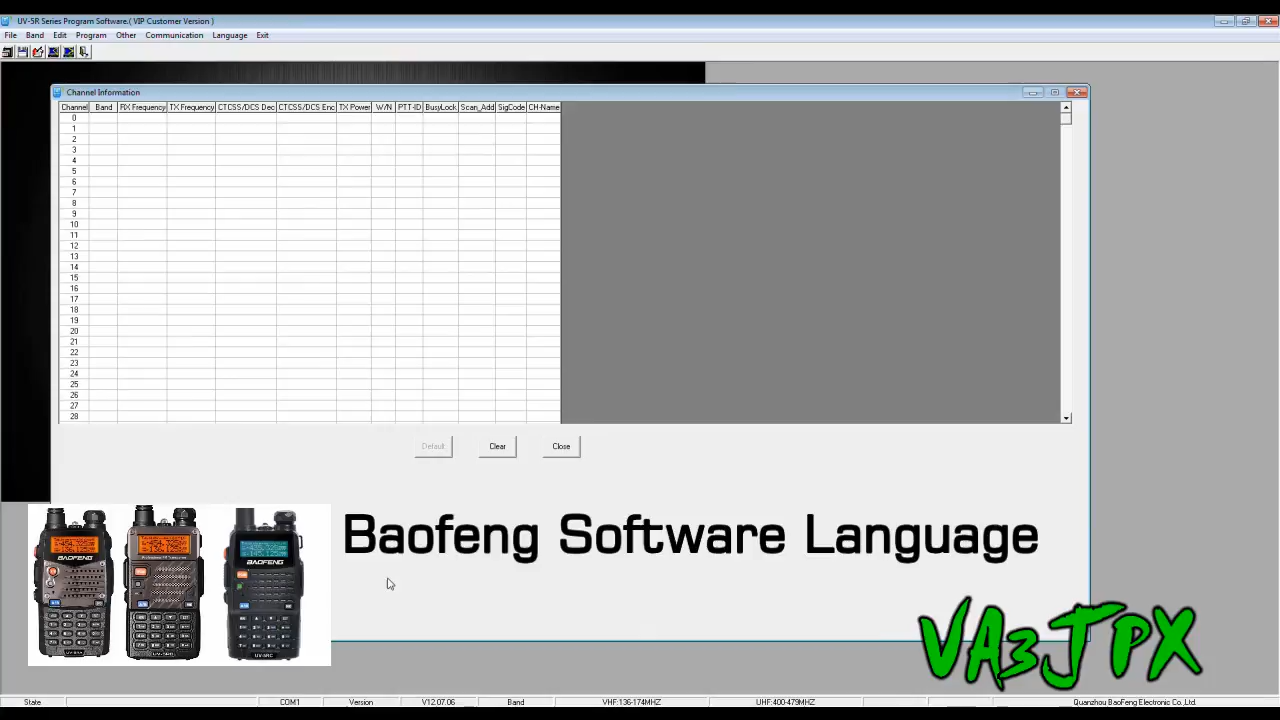 UV-5R Series Program Software.( VIP Customer Version )
File Band Edit Program Other Communication Language Exit
Channel Information
Channel Band RX Frequency TX Frequency CTCSS/DCS Dec CTCSS/DCS Enc TX Power W/N PTT-ID BusyLock Scan_Add SigCode CH-Name
0
1
2
3
4
5
6
7
8
9
10
11
12
13
14
15
16
17
18
19
20
21
22
23
24
25
26
27
28
Default Clear Close
Baofeng Software Language
BAOFENG
BAOFENG
VA3JPX
State COM1 Version V12.07.06 Band VHF:136-174MHZ UHF:400-479MHZ Quanzhou BaoFeng Electronic Co.,Ltd.